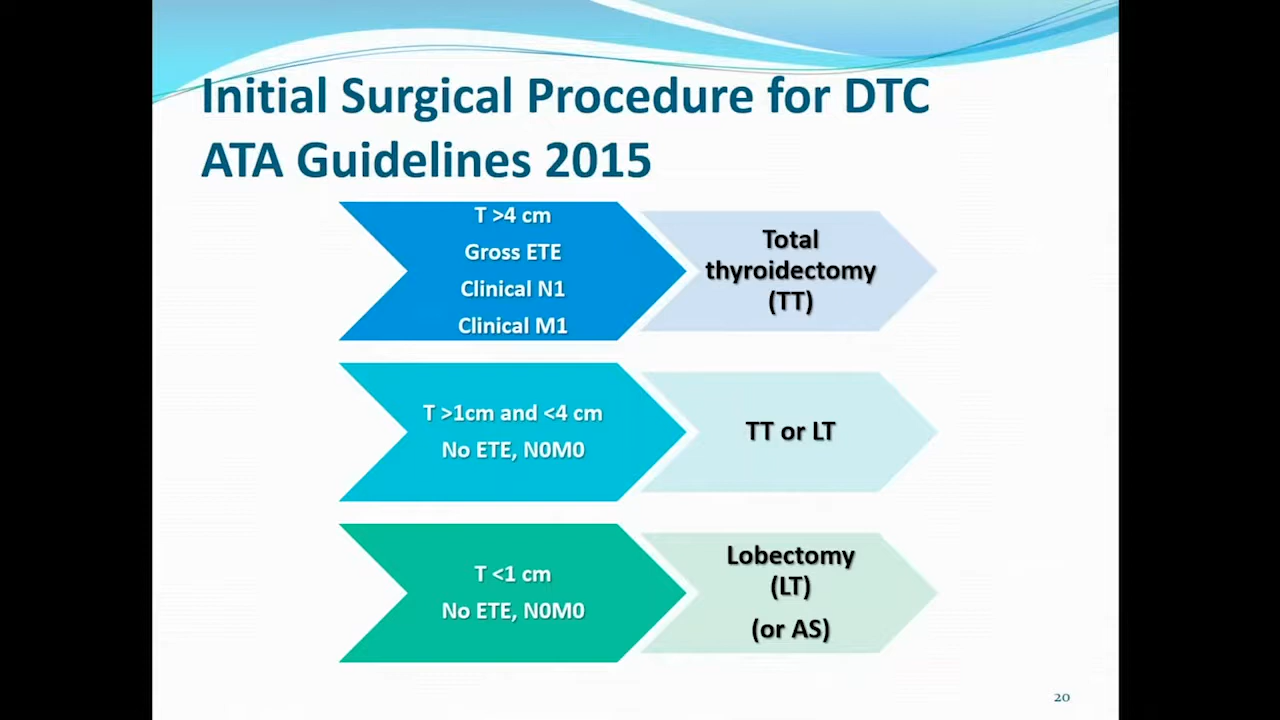 Initial Surgical Procedure for DTC
ATA Guidelines 2015
T >4 cm
Gross ETE
Clinical N1
Clinical M1
Total
thyroidectomy
(TT)
T >1cm and <4 cm
No ETE, N0M0
TT or LT
T <1 cm
No ETE, N0M0
Lobectomy
(LT)
(or AS)
20